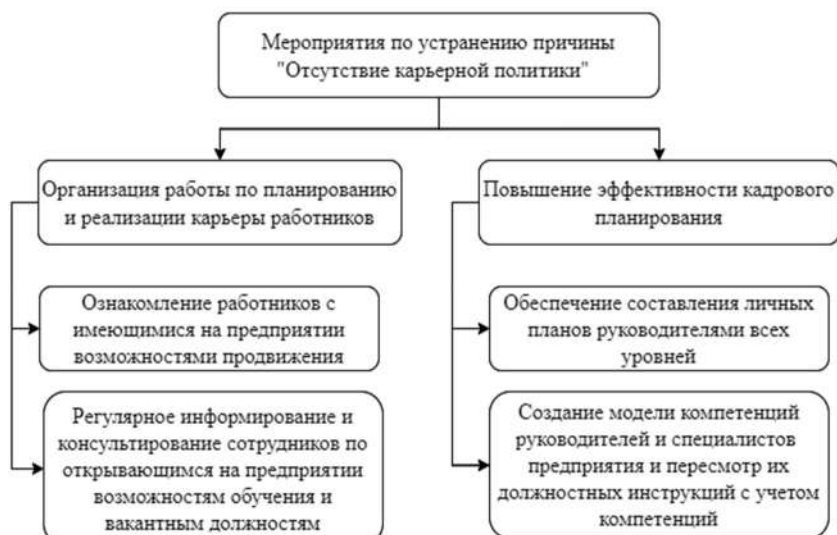 Мероприятия по устранению причины
"Отсутствие карьерной политики"
Организация работы по планированию
и реализации карьеры работников
Ознакомление работников с
имеющимися на предприятии
возможностями продвижения
Регулярное информирование и
консультирование сотрудников по
открывающимся на предприятии
возможностям обучения и
вакантным должностям
Повышение эффективности кадрового
планирования
Обеспечение составления личных
планов руководителями всех
уровней
Создание модели компетенций
руководителей и специалистов
предприятия и пересмотр их
должностных инструкций с учетом
компетенций